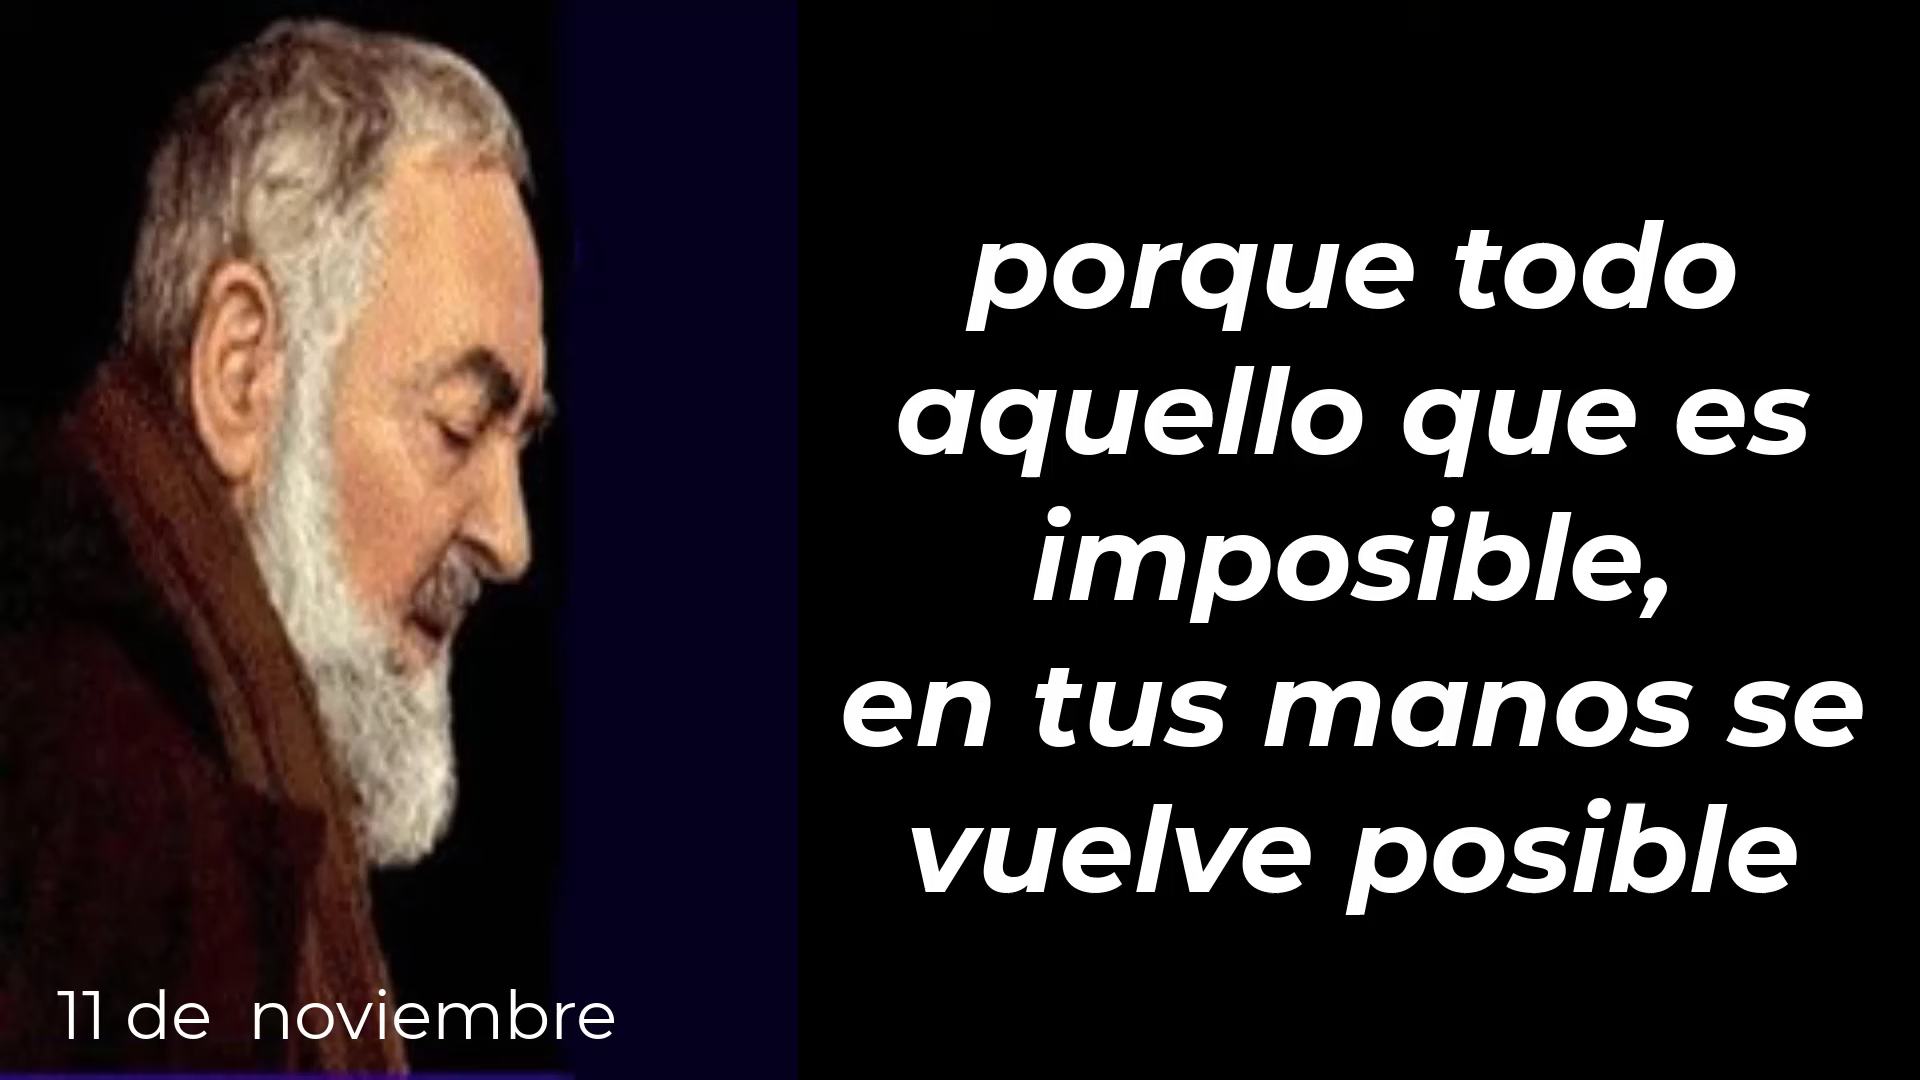 porque todo
aquello que es
imposible,
en tus manos se
vuelve posible
11 de  noviembre